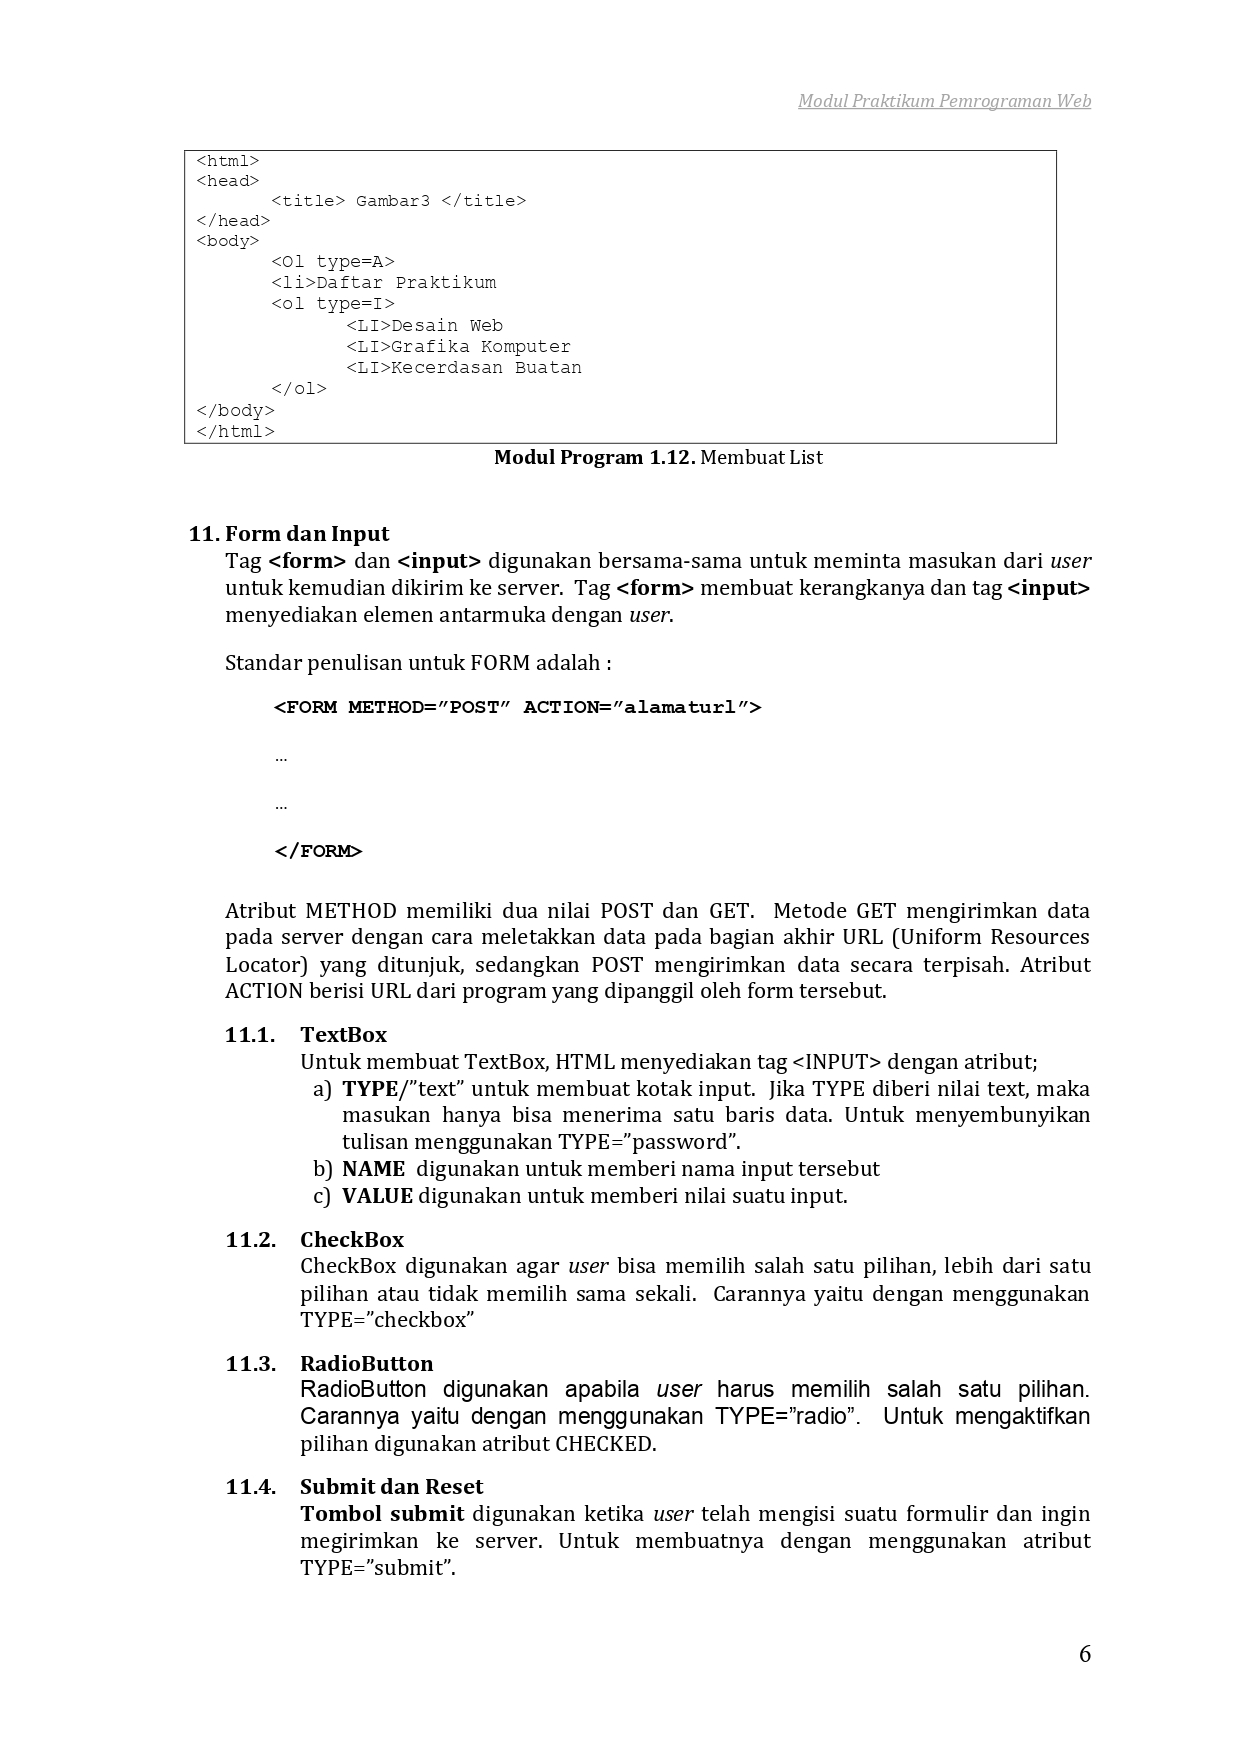 Modul Praktikum Pemrograman Web
<html>
<head>
<title> Gambar3 </title>
</head>
<body>
<Ol type=A>
<li>Daftar Praktikum
<ol type=I>
<LI>Desain Web
<LI>Grafika Komputer
<LI>Kecerdasan Buatan
</ol>
</body>
</html>
Modul Program 1.12. Membuat List
11. Form dan Input
Tag <form> dan <input> digunakan bersama-sama untuk meminta masukan dari user
untuk kemudian dikirim ke server. Tag <form> membuat kerangkanya dan tag <input>
menyediakan elemen antarmuka dengan user.
Standar penulisan untuk FORM adalah :
<FORM METHOD=”POST” ACTION=”alamaturl”>
…
…
</FORM>
Atribut METHOD memiliki dua nilai POST dan GET. Metode GET mengirimkan data
pada server dengan cara meletakkan data pada bagian akhir URL (Uniform Resources
Locator) yang ditunjuk, sedangkan POST mengirimkan data secara terpisah. Atribut
ACTION berisi URL dari program yang dipanggil oleh form tersebut.
11.1. TextBox
Untuk membuat TextBox, HTML menyediakan tag <INPUT> dengan atribut;
a) TYPE/”text” untuk membuat kotak input. Jika TYPE diberi nilai text, maka
masukan hanya bisa menerima satu baris data. Untuk menyembunyikan
tulisan menggunakan TYPE=”password”.
b) NAME digunakan untuk memberi nama input tersebut
c) VALUE digunakan untuk memberi nilai suatu input.
11.2. CheckBox
CheckBox digunakan agar user bisa memilih salah satu pilihan, lebih dari satu
pilihan atau tidak memilih sama sekali. Carannya yaitu dengan menggunakan
TYPE=”checkbox”
11.3. RadioButton
RadioButton digunakan apabila user harus memilih salah satu pilihan.
Carannya yaitu dengan menggunakan TYPE=”radio”. Untuk mengaktifkan
pilihan digunakan atribut CHECKED.
11.4. Submit dan Reset
Tombol submit digunakan ketika user telah mengisi suatu formulir dan ingin
megirimkan ke server. Untuk membuatnya dengan menggunakan atribut
TYPE=”submit”.
6